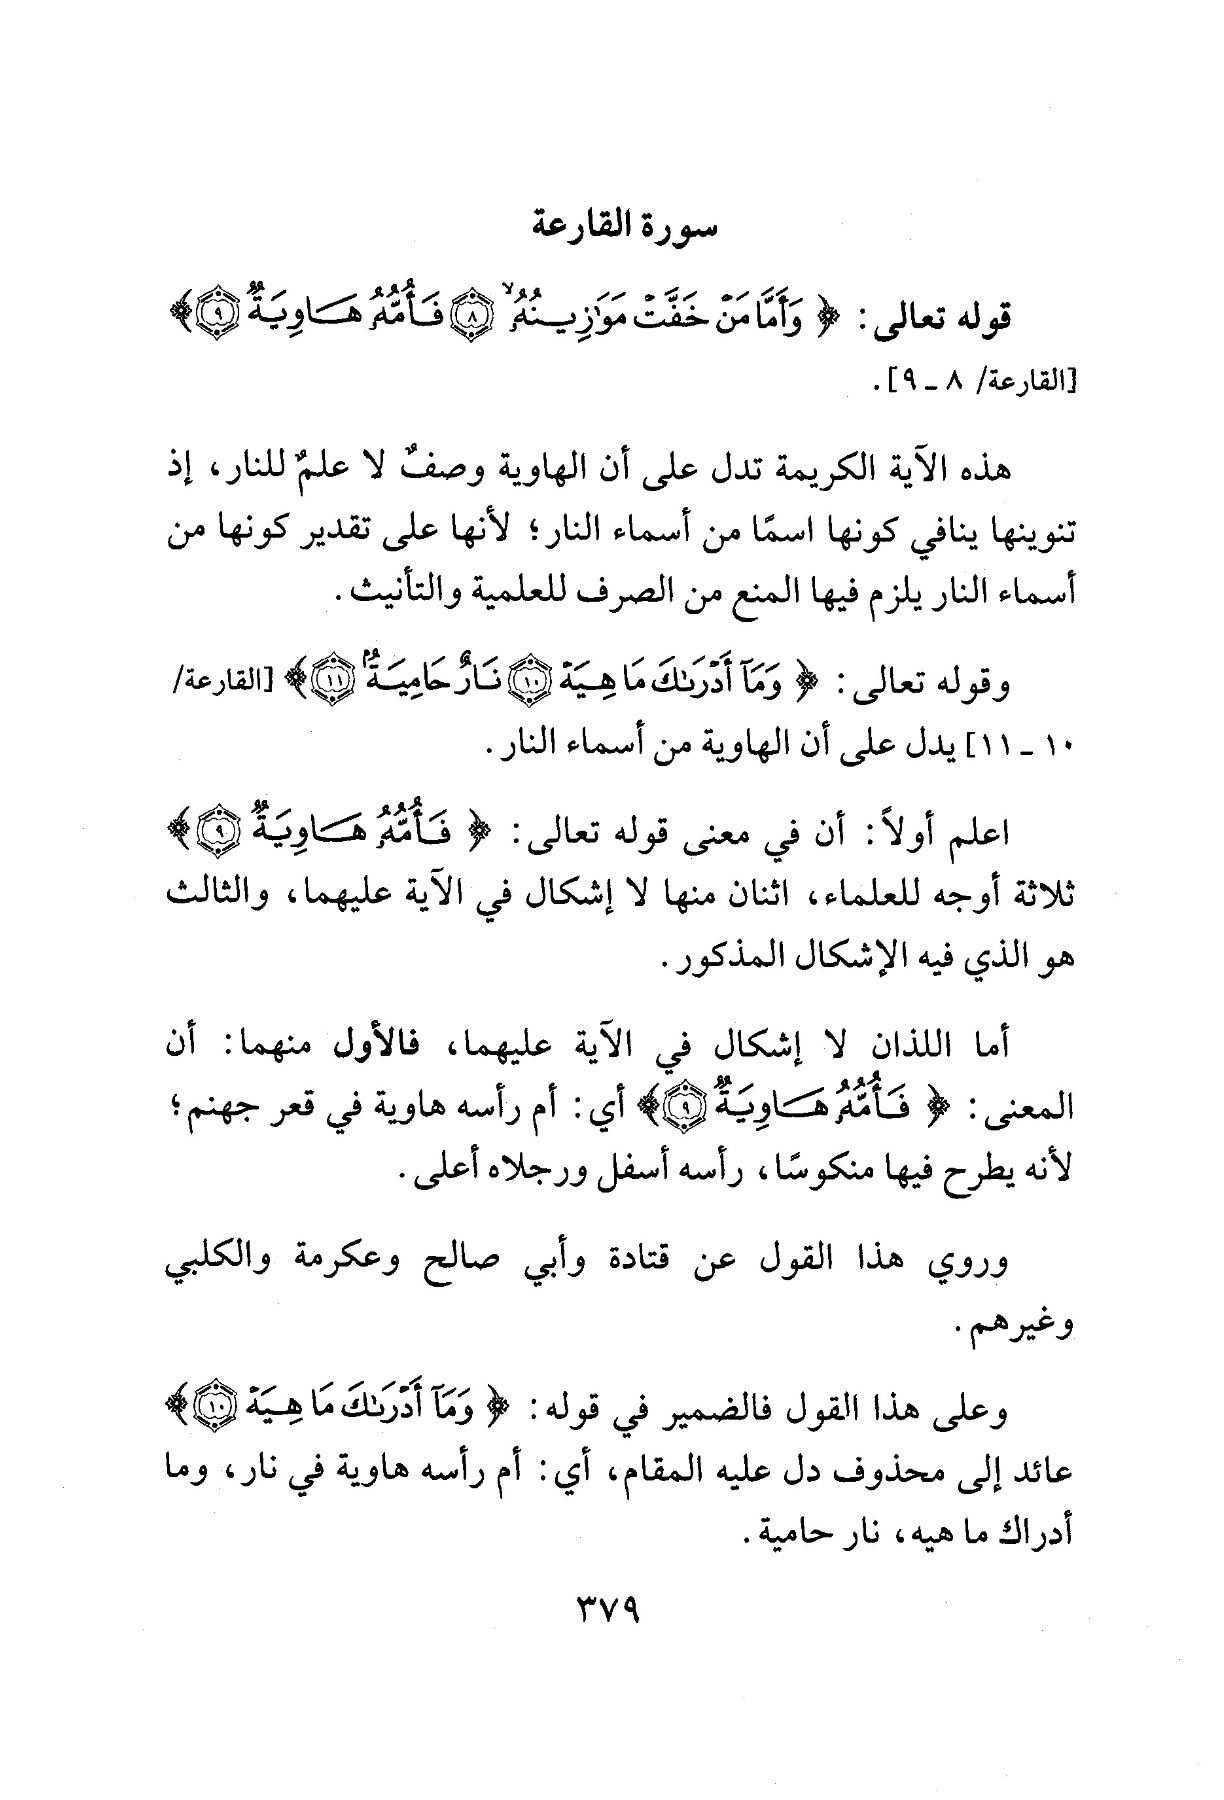 سورة القارعة
قوله تعالى: ﴿ وَأَمَّا مَنْ خَفَّتْ مَوَٰزِينُهُۥ ۝٨ فَأُمُّهُۥ هَاوِيَةٌ ۝٩ ﴾
[القارعة/ ٨ ـ ٩].
هذه الآية الكريمة تدل على أن الهاوية وصفٌ لا علمٌ للنار، إذ
تنوينها ينافي كونها اسمًا من أسماء النار؛ لأنها على تقدير كونها من
أسماء النار يلزم فيها المنع من الصرف للعلمية والتأنيث.
وقوله تعالى: ﴿ وَمَآ أَدْرَىٰكَ مَا هِيَهْ ۝١٠ نَارٌ حَامِيَةٌۢ ۝١١ ﴾ [القارعة/
١٠ ـ ١١] يدل على أن الهاوية من أسماء النار.
اعلم أولاً: أن في معنى قوله تعالى: ﴿ فَأُمُّهُۥ هَاوِيَةٌ ۝٩ ﴾
ثلاثة أوجه للعلماء، اثنان منها لا إشكال في الآية عليهما، والثالث
هو الذي فيه الإشكال المذكور.
أما اللذان لا إشكال في الآية عليهما، فالأول منهما: أن
المعنى: ﴿ فَأُمُّهُۥ هَاوِيَةٌ ۝٩ ﴾ أي: أم رأسه هاوية في قعر جهنم؛
لأنه يطرح فيها منكوسًا، رأسه أسفل ورجلاه أعلى.
وروي هذا القول عن قتادة وأبي صالح وعكرمة والكلبي
وغيرهم.
وعلى هذا القول فالضمير في قوله: ﴿ وَمَآ أَدْرَىٰكَ مَا هِيَهْ ۝١٠ ﴾
عائد إلى محذوف دل عليه المقام، أي: أم رأسه هاوية في نار، وما
أدراك ما هيه، نار حامية.
٣٧٩